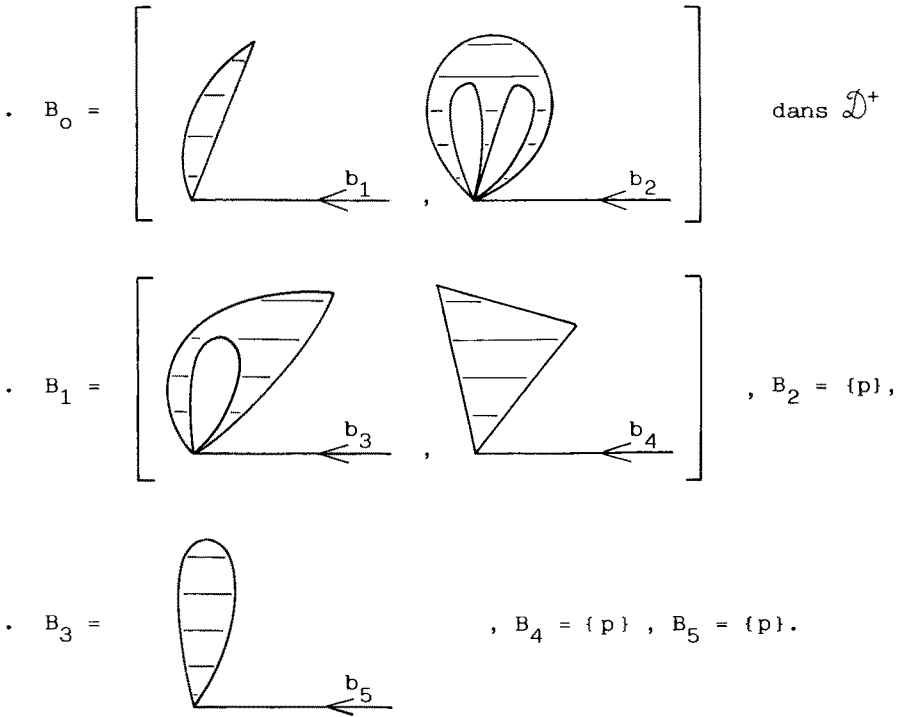 . B_o = [ b_1 , b_2 ] dans 𝒟^+
. B_1 = [ b_3 , b_4 ] , B_2 = {p},
. B_3 = b_5 , B_4 = {p} , B_5 = {p}.